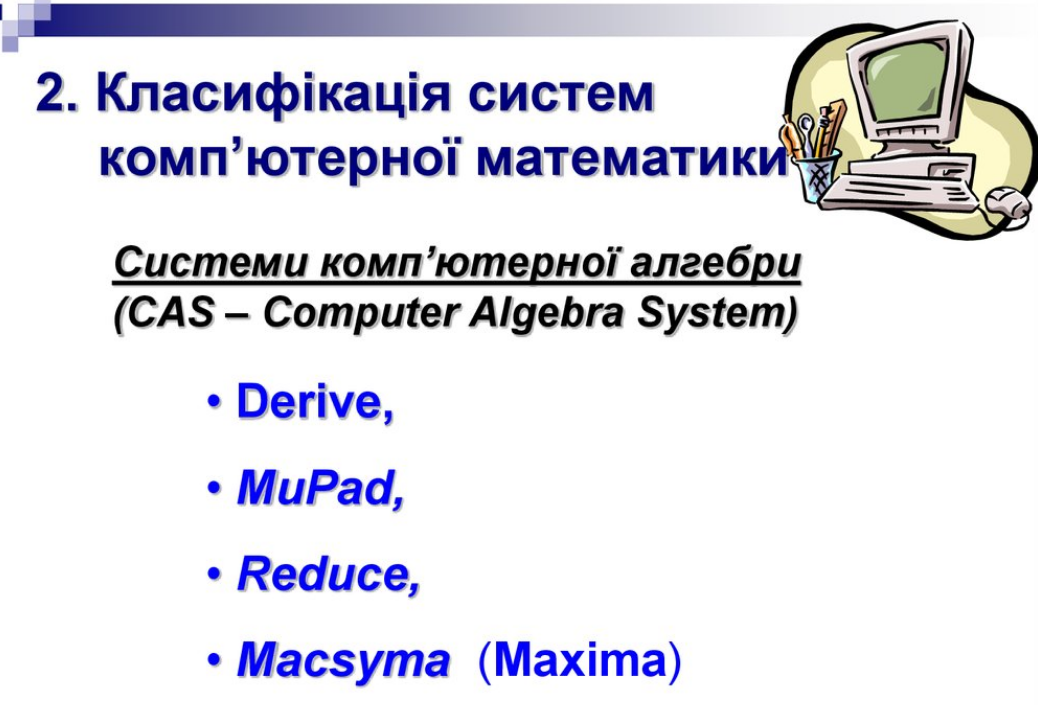 2. Класифікація систем
комп’ютерної математики
Системи комп’ютерної алгебри
(CAS – Computer Algebra System)
• Derive,
• MuPad,
• Reduce,
• Macsyma (Maxima)